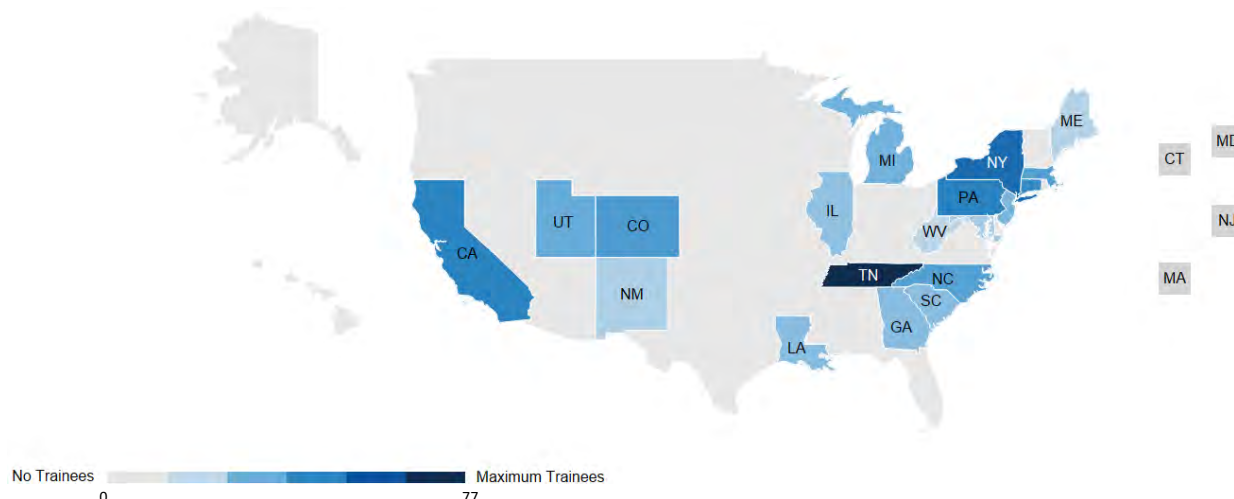 ME
MD
CT
MI
NY
PA
NJ
IL
UT
CO
WV
CA
TN
NC
MA
NM
SC
GA
LA
No Trainees
Maximum Trainees
0
77